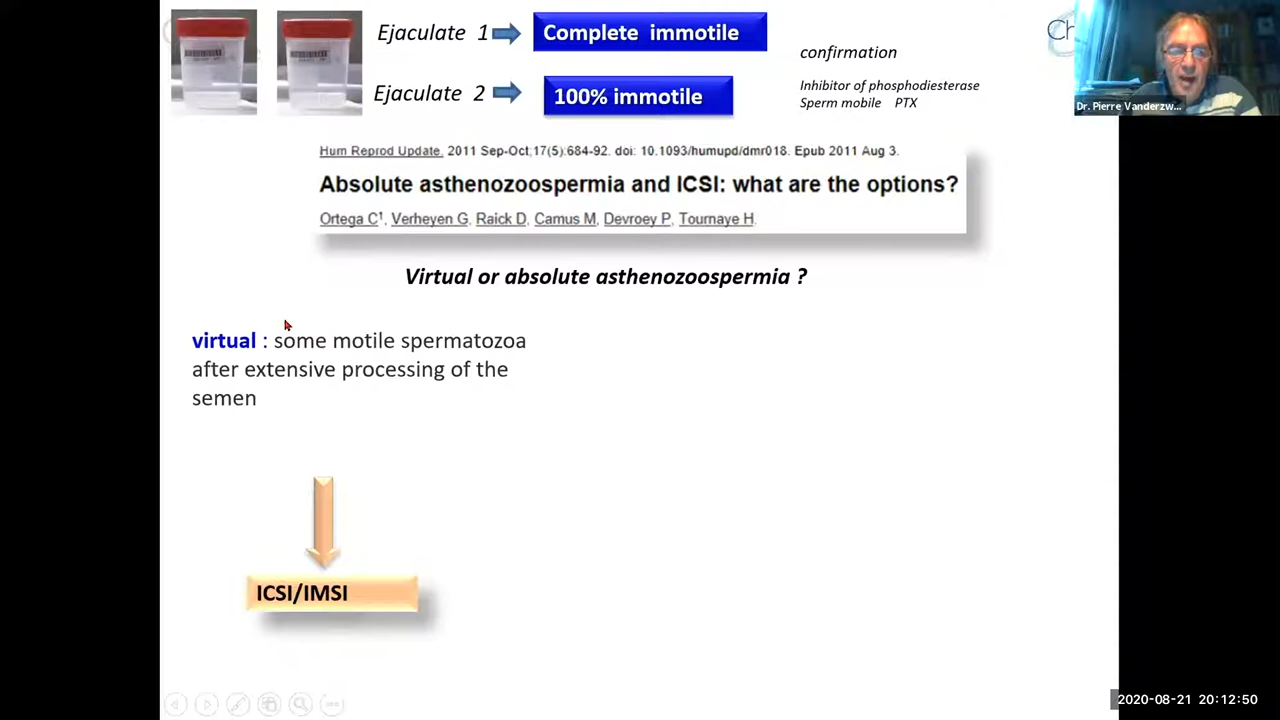 Ejaculate 1
Complete immotile
Ejaculate 2
100% immotile
confirmation
Inhibitor of phosphodiesterase
Sperm mobile PTX
Ch
Dr. Pierre Vanderzw...
Hum Reprod Update. 2011 Sep-Oct;17(5):684-92. doi: 10.1093/humupd/dmr018. Epub 2011 Aug 3.
Absolute asthenozoospermia and ICSI: what are the options?
Ortega C1, Verheyen G, Raick D, Camus M, Devroey P, Tournaye H.
Virtual or absolute asthenozoospermia ?
virtual : some motile spermatozoa
after extensive processing of the
semen
ICSI/IMSI
2020-08-21 20:12:50